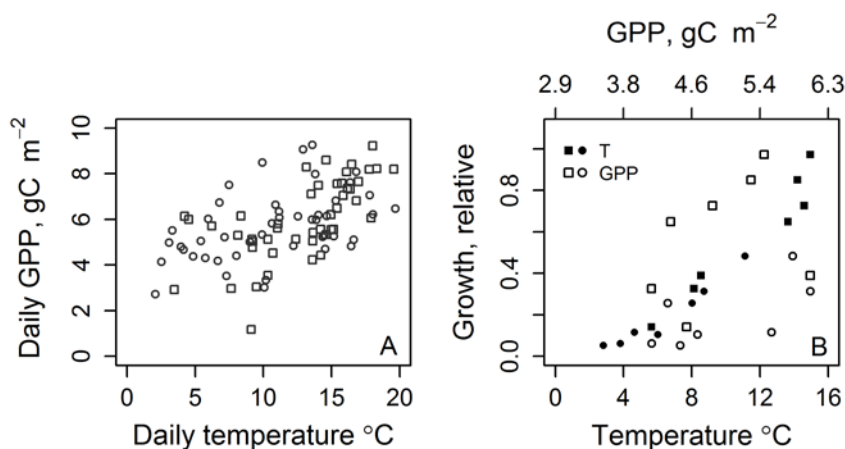 GPP, gC m⁻²
2.9 3.8 4.6 5.4 6.3
Daily GPP, gC m⁻²
0 2 4 6 8 10
A
0 5 10 15 20
Daily temperature °C
Growth, relative
0.0 0.4 0.8
T
GPP
B
0 4 8 12 16
Temperature °C